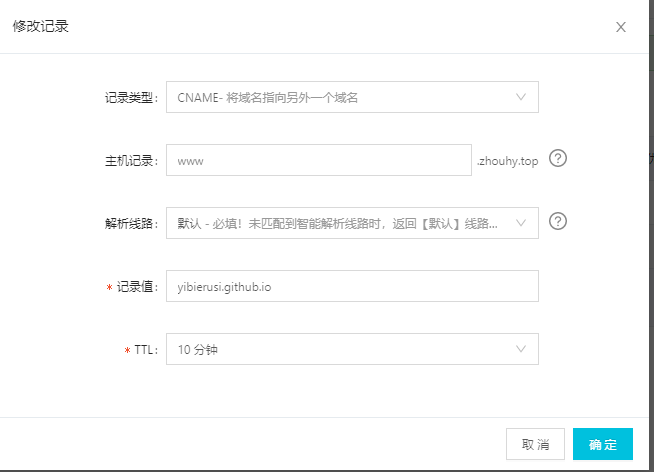 修改记录
记录类型： CNAME- 将域名指向另外一个域名
主机记录： www .zhouhy.top
解析线路： 默认 - 必填！未匹配到智能解析线路时，返回【默认】线路...
* 记录值： yibierusi.github.io
* TTL： 10 分钟
取消 确定